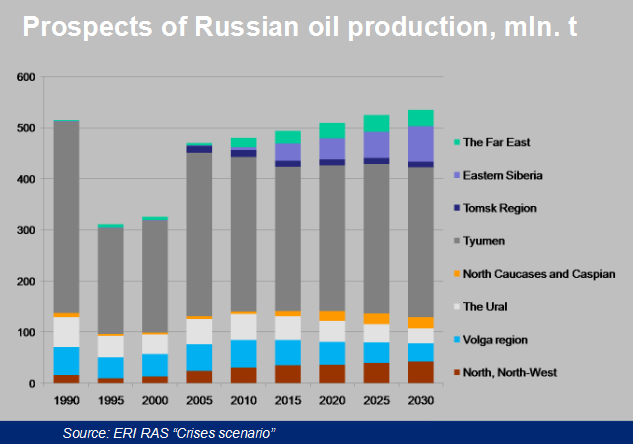 Prospects of Russian oil production, mln. t
600
500
400
300
200
100
0
1990 1995 2000 2005 2010 2015 2020 2025 2030
The Far East
Eastern Siberia
Tomsk Region
Tyumen
North Caucases and Caspian
The Ural
Volga region
North, North-West
Source: ERI RAS “Crises scenario”